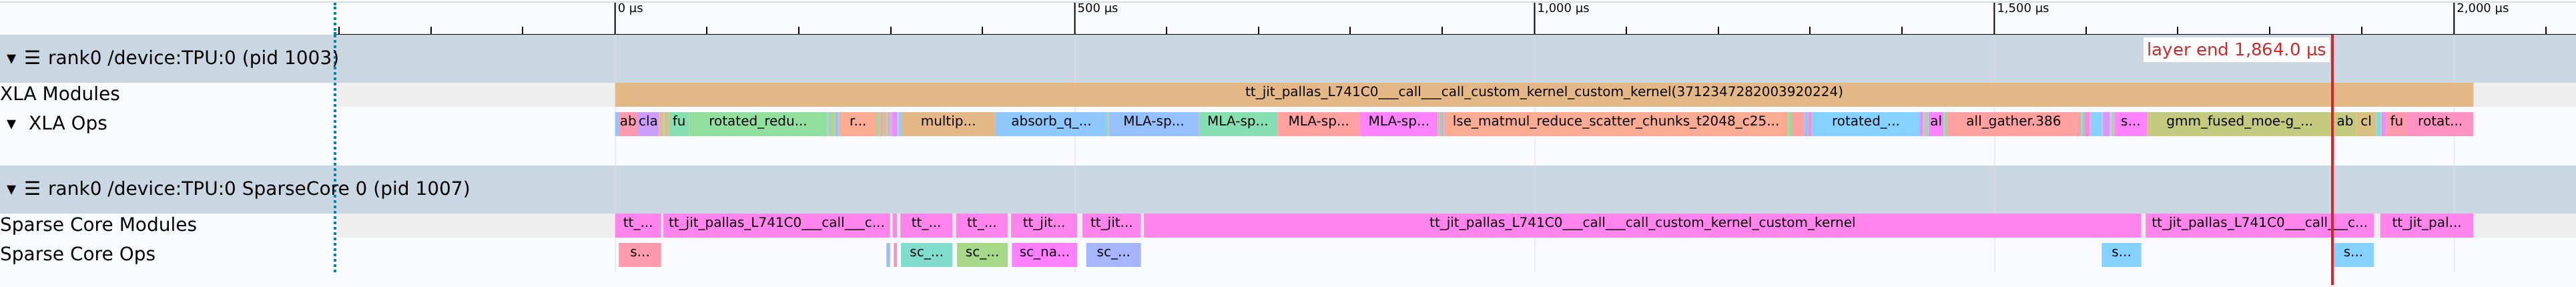 0 µs 500 µs 1,000 µs 1,500 µs 2,000 µs
▼ ☰ rank0 /device:TPU:0 (pid 1003)
layer end 1,864.0 µs
XLA Modules tt_jit_pallas_L741C0___call___call_custom_kernel_custom_kernel(3712347282003920224)
▼ XLA Ops ab cla fu rotated_redu... r... multip... absorb_q_... MLA-sp... MLA-sp... MLA-sp... MLA-sp... lse_matmul_reduce_scatter_chunks_t2048_c25... rotated_... al all_gather.386 s... gmm_fused_moe-g_... ab cl fu rotat...
▼ ☰ rank0 /device:TPU:0 SparseCore 0 (pid 1007)
Sparse Core Modules tt_... tt_jit_pallas_L741C0___call___c... tt_... tt_... tt_jit... tt_jit... tt_jit_pallas_L741C0___call___call_custom_kernel_custom_kernel tt_jit_pallas_L741C0___call___c... tt_jit_pal...
Sparse Core Ops s... sc_... sc_... sc_na... sc_... s... s...